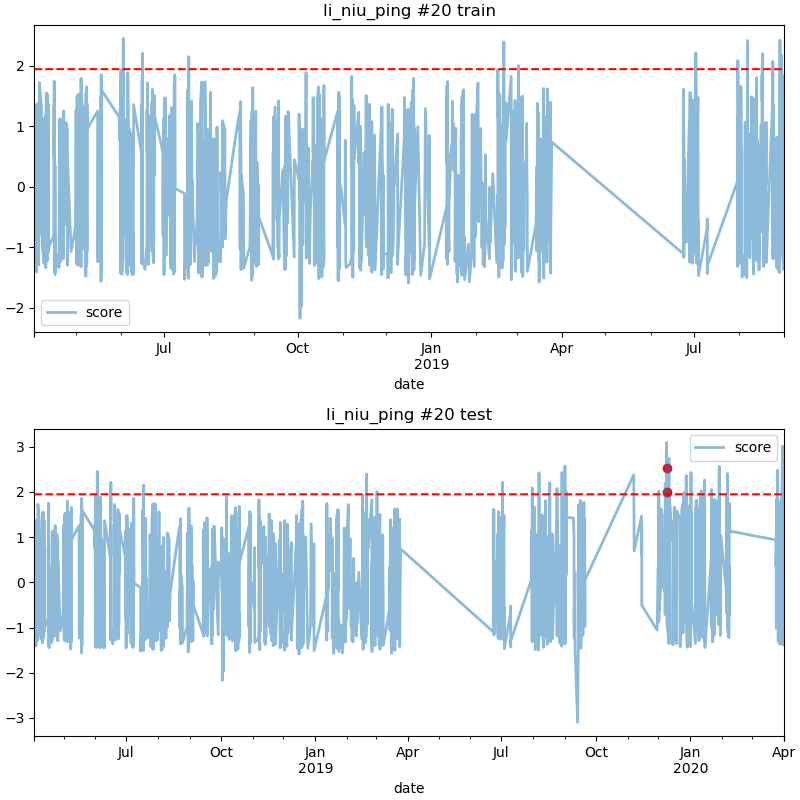 li_niu_ping #20 train
2
1
0
−1
−2
score
Jul
Oct
Jan
2019
Apr
Jul
date
li_niu_ping #20 test
3
2
1
0
−1
−2
−3
score
Jul
Oct
Jan
2019
Apr
Jul
Oct
Jan
2020
Apr
date